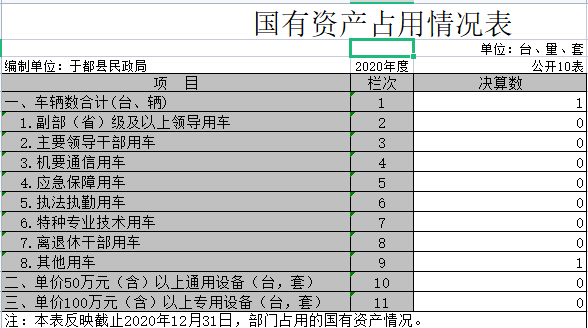 国有资产占用情况表
单位：台、量、套
编制单位：于都县民政局 2020年度 公开10表
项 目 栏次 决算数
一、车辆数合计(台、辆) 1 1
1.副部（省）级及以上领导用车 2 0
2.主要领导干部用车 3 0
3.机要通信用车 4 0
4.应急保障用车 5 0
5.执法执勤用车 6 0
6.特种专业技术用车 7 0
7.离退休干部用车 8 0
8.其他用车 9 1
二、单价50万元（含）以上通用设备（台，套） 10 0
三、单价100万元（含）以上专用设备（台，套） 11 0
注：本表反映截止2020年12月31日，部门占用的国有资产情况。